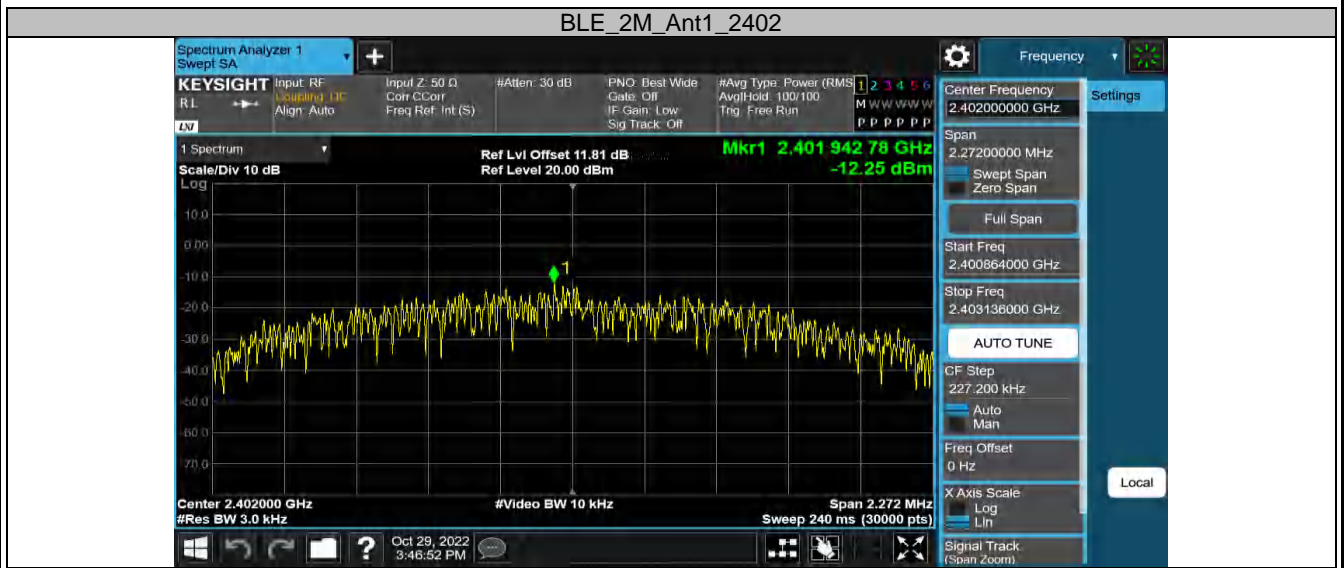 BLE_2M_Ant1_2402
Spectrum Analyzer 1
Swept SA
+
Frequency
KEYSIGHT
R L
LXI
Input: RF
Coupling: DC
Align: Auto
Input Z: 50 Ω
Corr CCorr
Freq Ref: Int (S)
#Atten: 30 dB
PNO: Best Wide
Gate: Off
IF Gain: Low
Sig Track: Off
#Avg Type: Power (RMS
Avg|Hold: 100/100
Trig: Free Run
1 2 3 4 5 6
M W W W W W
P P P P P P
1 Spectrum
Scale/Div 10 dB
Log
Ref Lvl Offset 11.81 dB
Ref Level 20.00 dBm
Mkr1 2.401 942 78 GHz
-12.25 dBm
10.0
0.00
-10.0
-20.0
-30.0
-40.0
-50.0
-60.0
-70.0
1
Center 2.402000 GHz
#Res BW 3.0 kHz
#Video BW 10 kHz
Span 2.272 MHz
Sweep 240 ms (30000 pts)
Center Frequency
2.402000000 GHz
Settings
Span
2.27200000 MHz
Swept Span
Zero Span
Full Span
Start Freq
2.400864000 GHz
Stop Freq
2.403136000 GHz
AUTO TUNE
CF Step
227.200 kHz
Auto
Man
Freq Offset
0 Hz
X Axis Scale
Log
Lin
Local
Signal Track
(Span Zoom)
?
Oct 29, 2022
3:46:52 PM